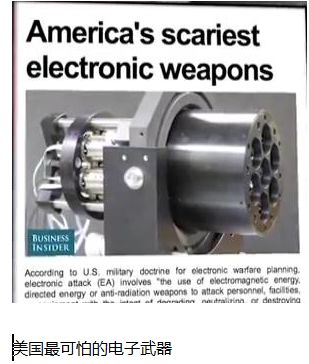 America's scariest
electronic weapons
BUSINESS
INSIDER
According to U.S. military doctrine for electronic warfare planning,
electronic attack (EA) involves "the use of electromagnetic energy,
directed energy or anti-radiation weapons to attack personnel, facilities,
equipment with the intent of degrading, neutralizing, or destroying
美国最可怕的电子武器